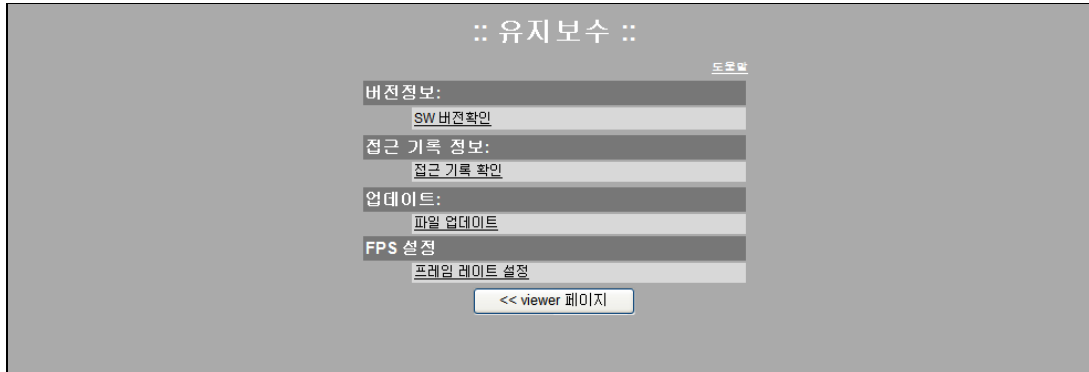 :: 유지보수 ::
도움말
버전정보:
SW 버전확인
접근 기록 정보:
접근 기록 확인
업데이트:
파일 업데이트
FPS 설정
프레임 레이트 설정
<< viewer 페이지